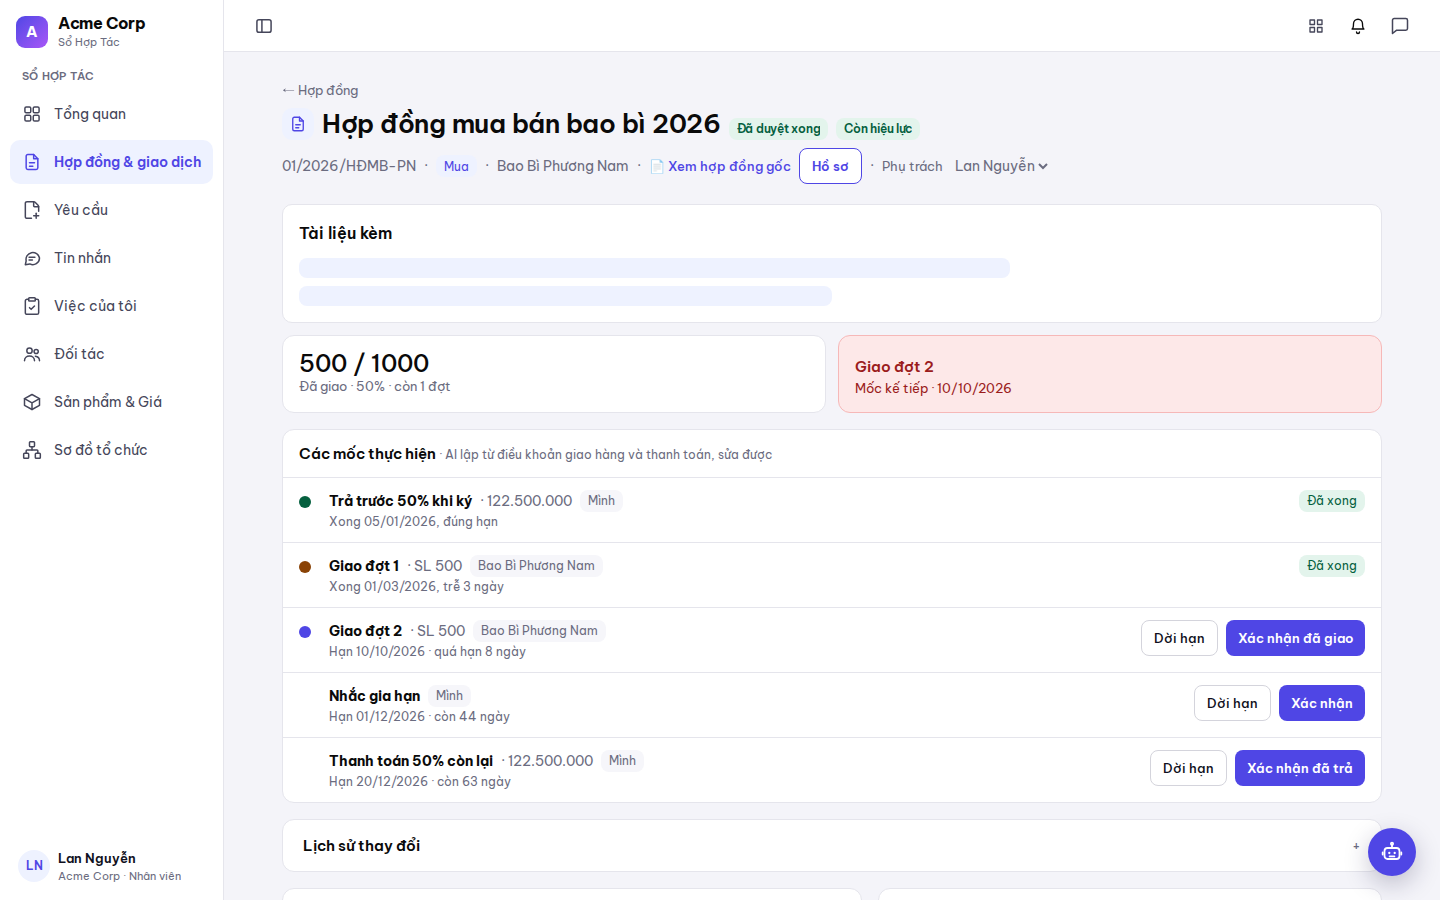 A
Acme Corp
Sổ Hợp Tác
SỔ HỢP TÁC
Tổng quan
Hợp đồng & giao dịch
Yêu cầu
Tin nhắn
Việc của tôi
Đối tác
Sản phẩm & Giá
Sơ đồ tổ chức
LN
Lan Nguyễn
Acme Corp · Nhân viên
← Hợp đồng
Hợp đồng mua bán bao bì 2026 Đã duyệt xong Còn hiệu lực
01/2026/HĐMB-PN · Mua · Bao Bì Phương Nam · Xem hợp đồng gốc Hồ sơ · Phụ trách Lan Nguyễn
Tài liệu kèm
500 / 1000
Đã giao · 50% · còn 1 đợt
Giao đợt 2
Mốc kế tiếp · 10/10/2026
Các mốc thực hiện · AI lập từ điều khoản giao hàng và thanh toán, sửa được
Trả trước 50% khi ký · 122.500.000 Mình Đã xong
Xong 05/01/2026, đúng hạn
Giao đợt 1 · SL 500 Bao Bì Phương Nam Đã xong
Xong 01/03/2026, trễ 3 ngày
Giao đợt 2 · SL 500 Bao Bì Phương Nam Dời hạn Xác nhận đã giao
Hạn 10/10/2026 · quá hạn 8 ngày
Nhắc gia hạn Mình Dời hạn Xác nhận
Hạn 01/12/2026 · còn 44 ngày
Thanh toán 50% còn lại · 122.500.000 Mình Dời hạn Xác nhận đã trả
Hạn 20/12/2026 · còn 63 ngày
Lịch sử thay đổi +